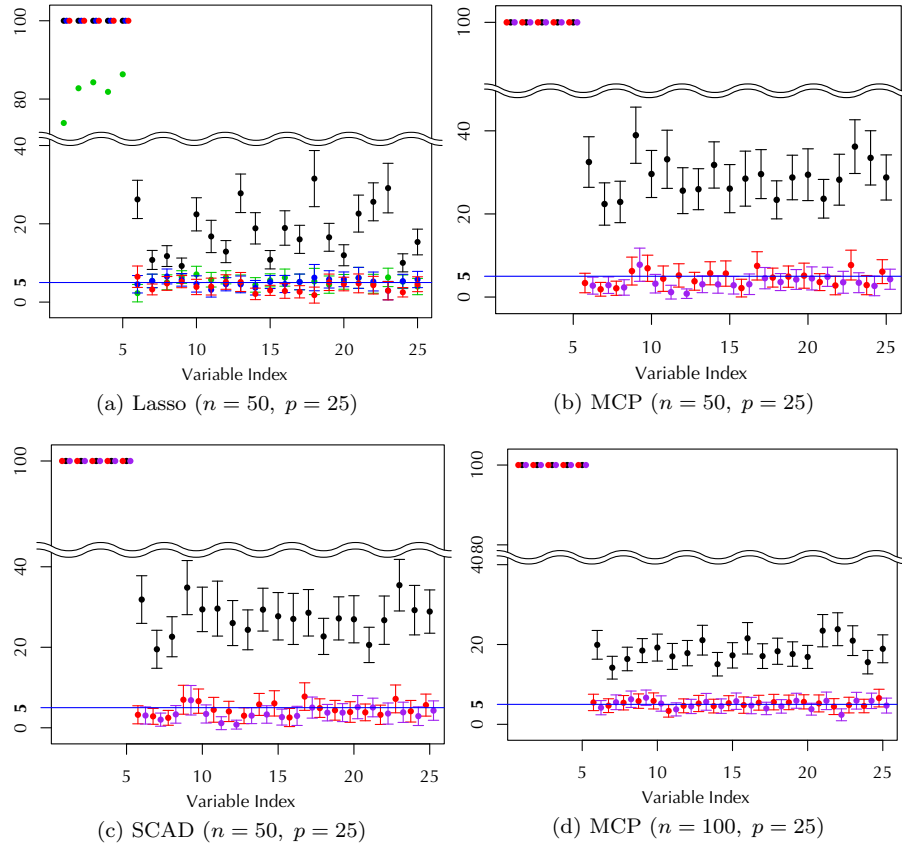 100
80
40
20
5
0
5 10 15 20 25
Variable Index
(a) Lasso (n = 50, p = 25)
100
40
20
5
0
5 10 15 20 25
Variable Index
(b) MCP (n = 50, p = 25)
100
40
20
5
0
5 10 15 20 25
Variable Index
(c) SCAD (n = 50, p = 25)
100
80
40
20
5
0
5 10 15 20 25
Variable Index
(d) MCP (n = 100, p = 25)